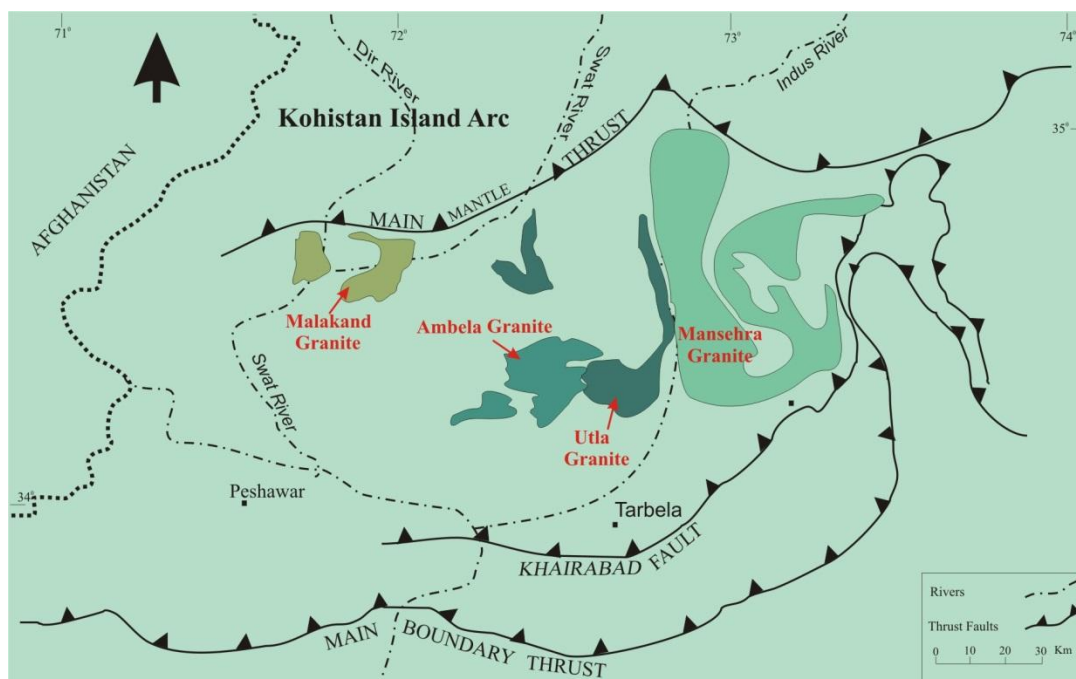 71°
72°
73°
74°
Dir River
Swat River
Indus River
Kohistan Island Arc
35°
AFGHANISTAN
MAIN MANTLE THRUST
Malakand
Granite
Ambela Granite
Mansehra
Granite
Swat River
Utla
Granite
Peshawar
34°
Tarbela
KHAIRABAD FAULT
MAIN BOUNDARY THRUST
Rivers
Thrust Faults
0 10 20 30 Km